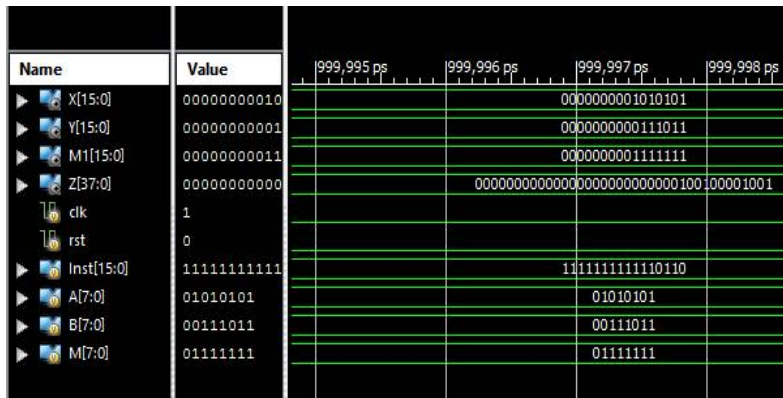 Name Value 999,995 ps 999,996 ps 999,997 ps 999,998 ps
X[15:0] 00000000010 0000000001010101
Y[15:0] 00000000001 0000000000111011
M1[15:0] 00000000011 0000000001111111
Z[37:0] 00000000000 00000000000000000000000000100100001001
clk 1
rst 0
Inst[15:0] 11111111111 1111111111110110
A[7:0] 01010101 01010101
B[7:0] 00111011 00111011
M[7:0] 01111111 01111111